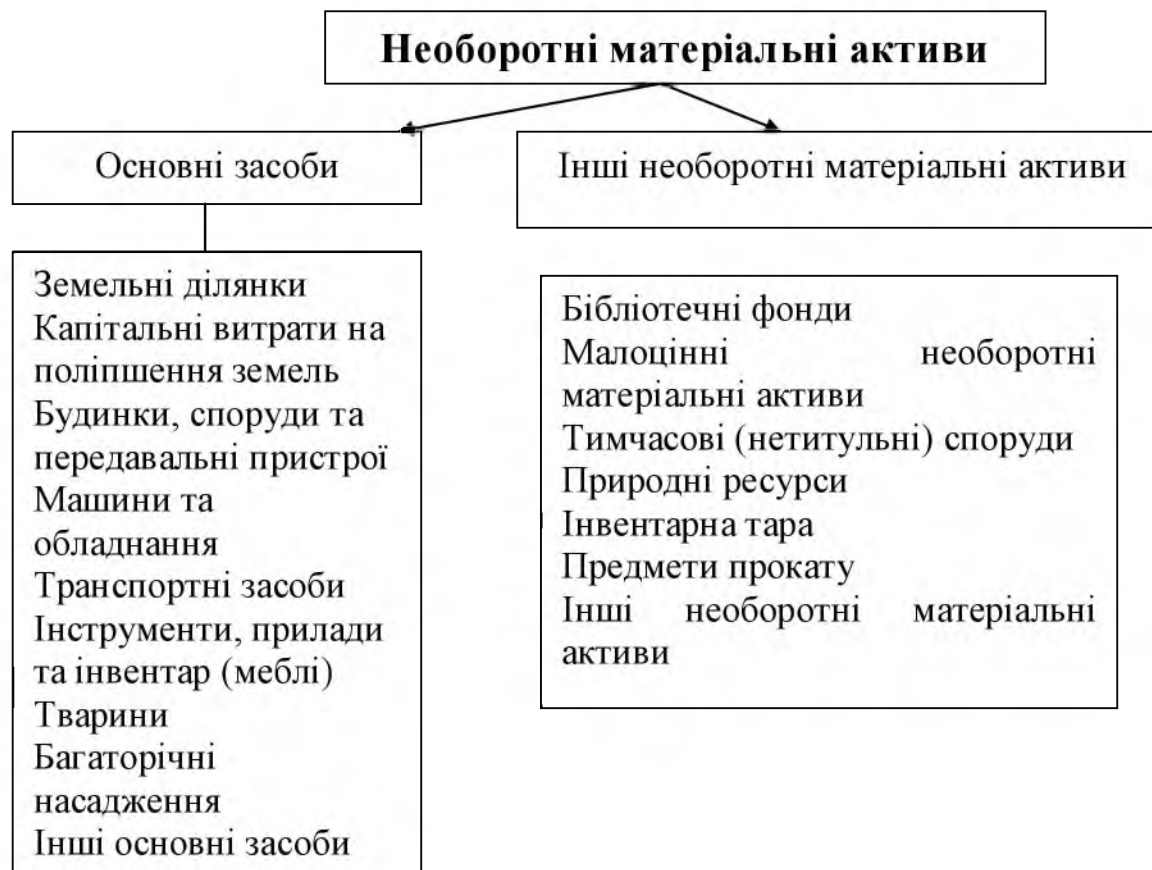 Необоротні матеріальні активи
Основні засоби
Інші необоротні матеріальні активи
Земельні ділянки
Капітальні витрати на
поліпшення земель
Будинки, споруди та
передавальні пристрої
Машини та
обладнання
Транспортні засоби
Інструменти, прилади
та інвентар (меблі)
Тварини
Багаторічні
насадження
Інші основні засоби
Бібліотечні фонди
Малоцінні необоротні
матеріальні активи
Тимчасові (нетитульні) споруди
Природні ресурси
Інвентарна тара
Предмети прокату
Інші необоротні матеріальні
активи